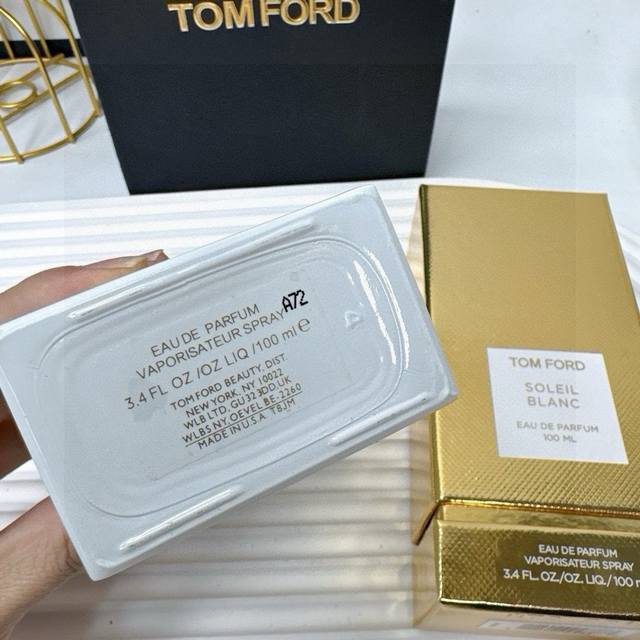 TOM FORD
EAU DE PARFUM
VAPORISATEUR SPRAY
A72
3.4 FL OZ/OZ LIQ/100 ml e
TOM FORD BEAUTY, DIST.
NEW YORK, NY 10022
WLB LTD, GU32 3DD, UK
WLBS NY, OEVEL BE-2260
MADE IN U.S.A. TBJM
TOM FORD
SOLEIL
BLANC
EAU DE PARFUM
100 ML
EAU DE PARFUM
VAPORISATEUR SPRAY
3.4 FL.OZ./OZ. LIQ./100 m